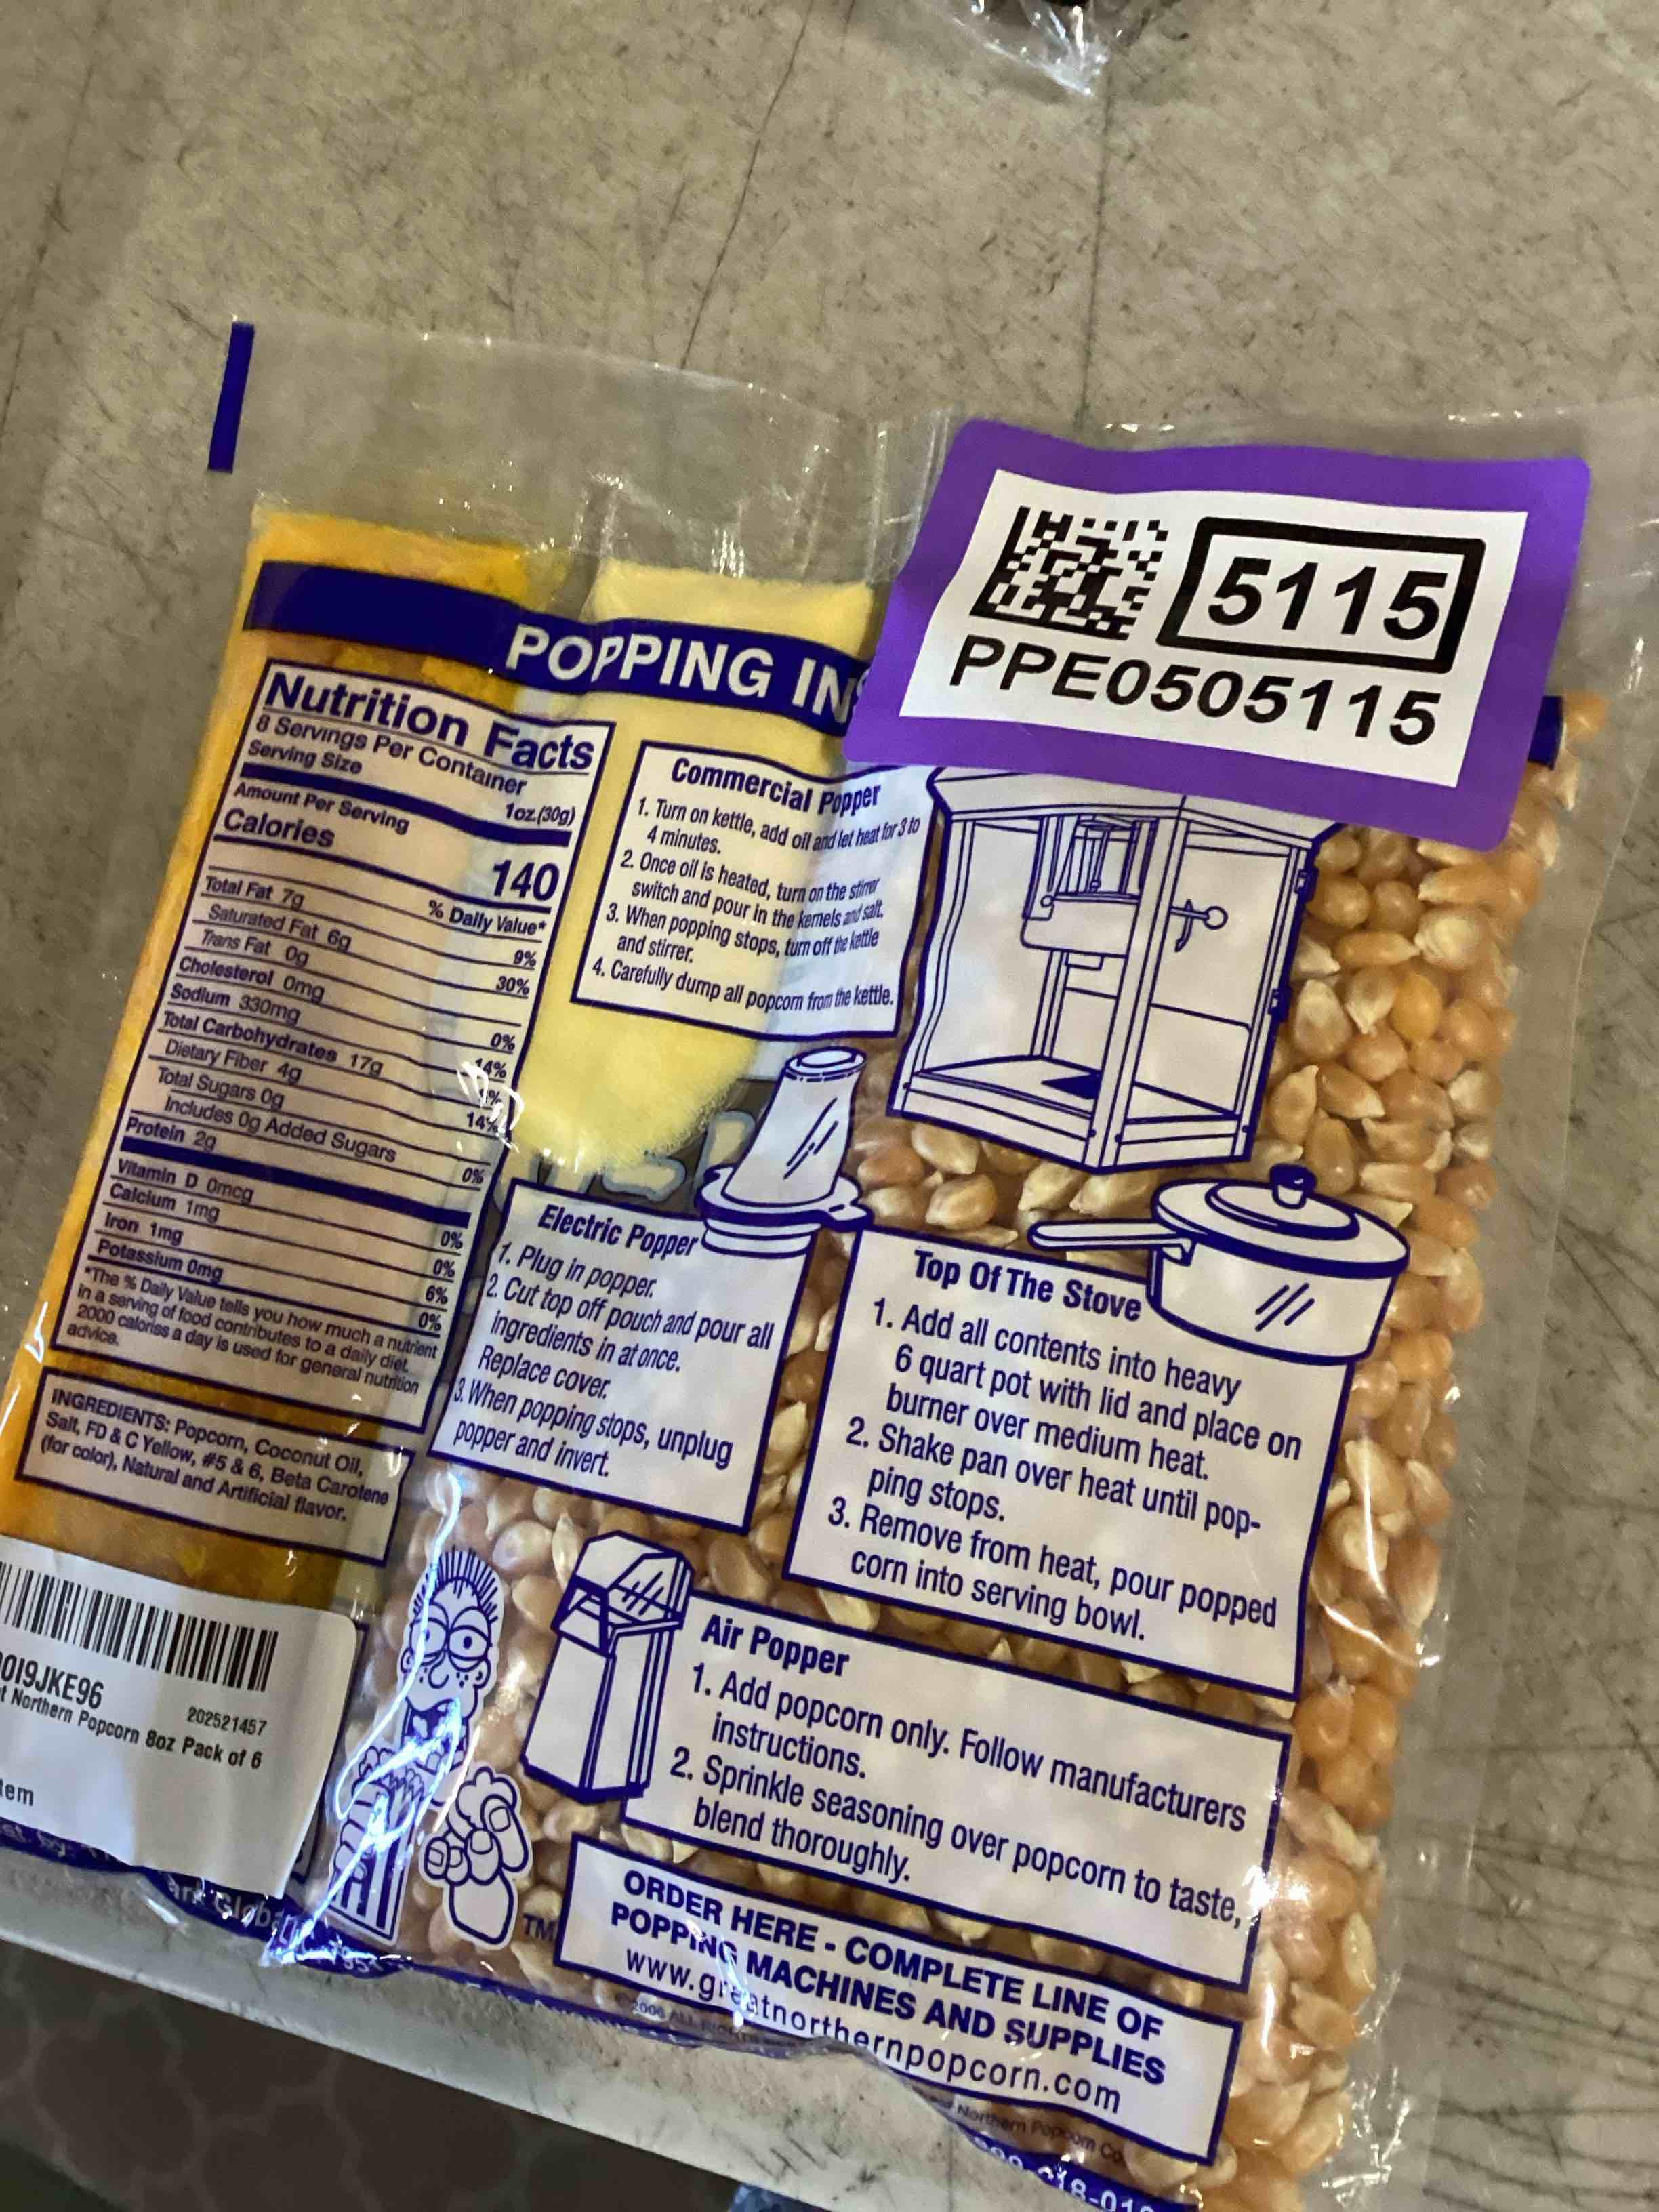 5115
PPE0505115
POPPING IN
Nutrition Facts
8 Servings Per Container
Serving Size 1oz.(30g)
Amount Per Serving
Calories 140
% Daily Value*
Total Fat 7g 9%
Saturated Fat 6g 30%
Trans Fat 0g
Cholesterol 0mg 0%
Sodium 330mg 14%
Total Carbohydrates 17g %
Dietary Fiber 4g 14%
Total Sugars 0g
Includes 0g Added Sugars 0%
Protein 2g
Vitamin D 0mcg 0%
Calcium 1mg 0%
Iron 1mg 6%
Potassium 0mg 0%
*The % Daily Value tells you how much a nutrient
in a serving of food contributes to a daily diet.
2000 calories a day is used for general nutrition
advice.
INGREDIENTS: Popcorn, Coconut Oil,
Salt, FD & C Yellow, #5 & 6, Beta Carotene
(for color), Natural and Artificial flavor.
Commercial Popper
1. Turn on kettle, add oil and let heat for 3 to
4 minutes.
2. Once oil is heated, turn on the stirrer
switch and pour in the kernels and salt.
3. When popping stops, turn off the kettle
and stirrer.
4. Carefully dump all popcorn from the kettle.
Electric Popper
1. Plug in popper.
2. Cut top off pouch and pour all
ingredients in at once.
Replace cover.
3. When popping stops, unplug
popper and invert.
Top Of The Stove
1. Add all contents into heavy
6 quart pot with lid and place on
burner over medium heat.
2. Shake pan over heat until pop-
ping stops.
3. Remove from heat, pour popped
corn into serving bowl.
Air Popper
1. Add popcorn only. Follow manufacturers
instructions.
2. Sprinkle seasoning over popcorn to taste,
blend thoroughly.
TM
ORDER HERE - COMPLETE LINE OF
POPPING MACHINES AND SUPPLIES
www.greatnorthernpopcorn.com
019JKE96
202521457
t Northern Popcorn 8oz Pack of 6
tem
2006 ALL
Northern Popcorn Co